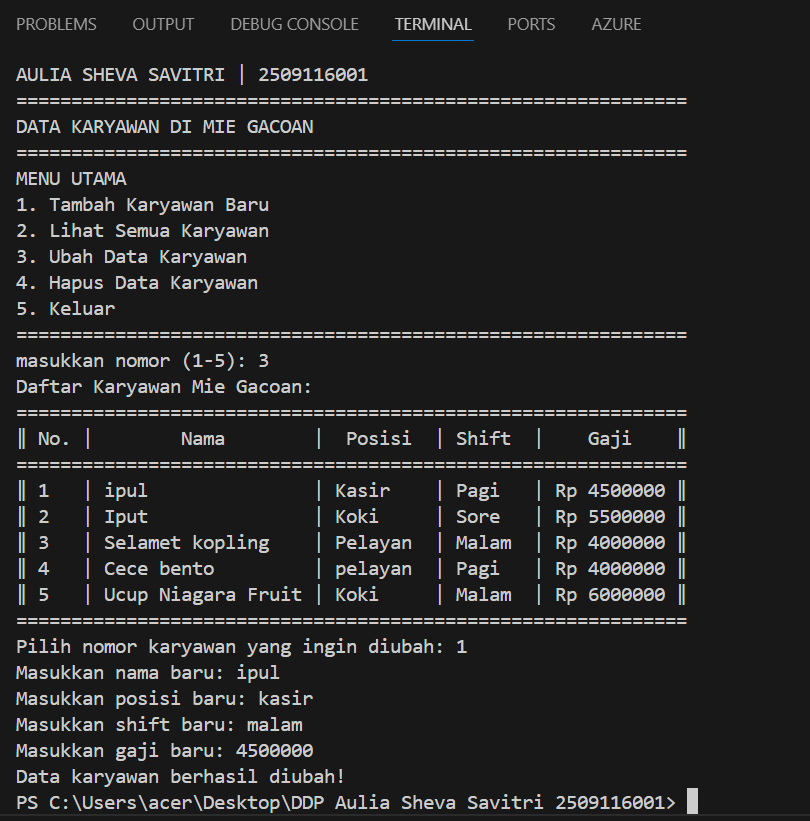 PROBLEMS OUTPUT DEBUG CONSOLE TERMINAL PORTS AZURE
AULIA SHEVA SAVITRI | 2509116001
=============================================================
DATA KARYAWAN DI MIE GACOAN
=============================================================
MENU UTAMA
1. Tambah Karyawan Baru
2. Lihat Semua Karyawan
3. Ubah Data Karyawan
4. Hapus Data Karyawan
5. Keluar
=============================================================
masukkan nomor (1-5): 3
Daftar Karyawan Mie Gacoan:
=============================================================
‖ No. |        Nama        |  Posisi  | Shift  |    Gaji    ‖
=============================================================
‖ 1   | ipul               | Kasir    | Pagi   | Rp 4500000 ‖
‖ 2   | Iput               | Koki     | Sore   | Rp 5500000 ‖
‖ 3   | Selamet kopling    | Pelayan  | Malam  | Rp 4000000 ‖
‖ 4   | Cece bento         | pelayan  | Pagi   | Rp 4000000 ‖
‖ 5   | Ucup Niagara Fruit | Koki     | Malam  | Rp 6000000 ‖
=============================================================
Pilih nomor karyawan yang ingin diubah: 1
Masukkan nama baru: ipul
Masukkan posisi baru: kasir
Masukkan shift baru: malam
Masukkan gaji baru: 4500000
Data karyawan berhasil diubah!
PS C:\Users\acer\Desktop\DDP Aulia Sheva Savitri 2509116001>